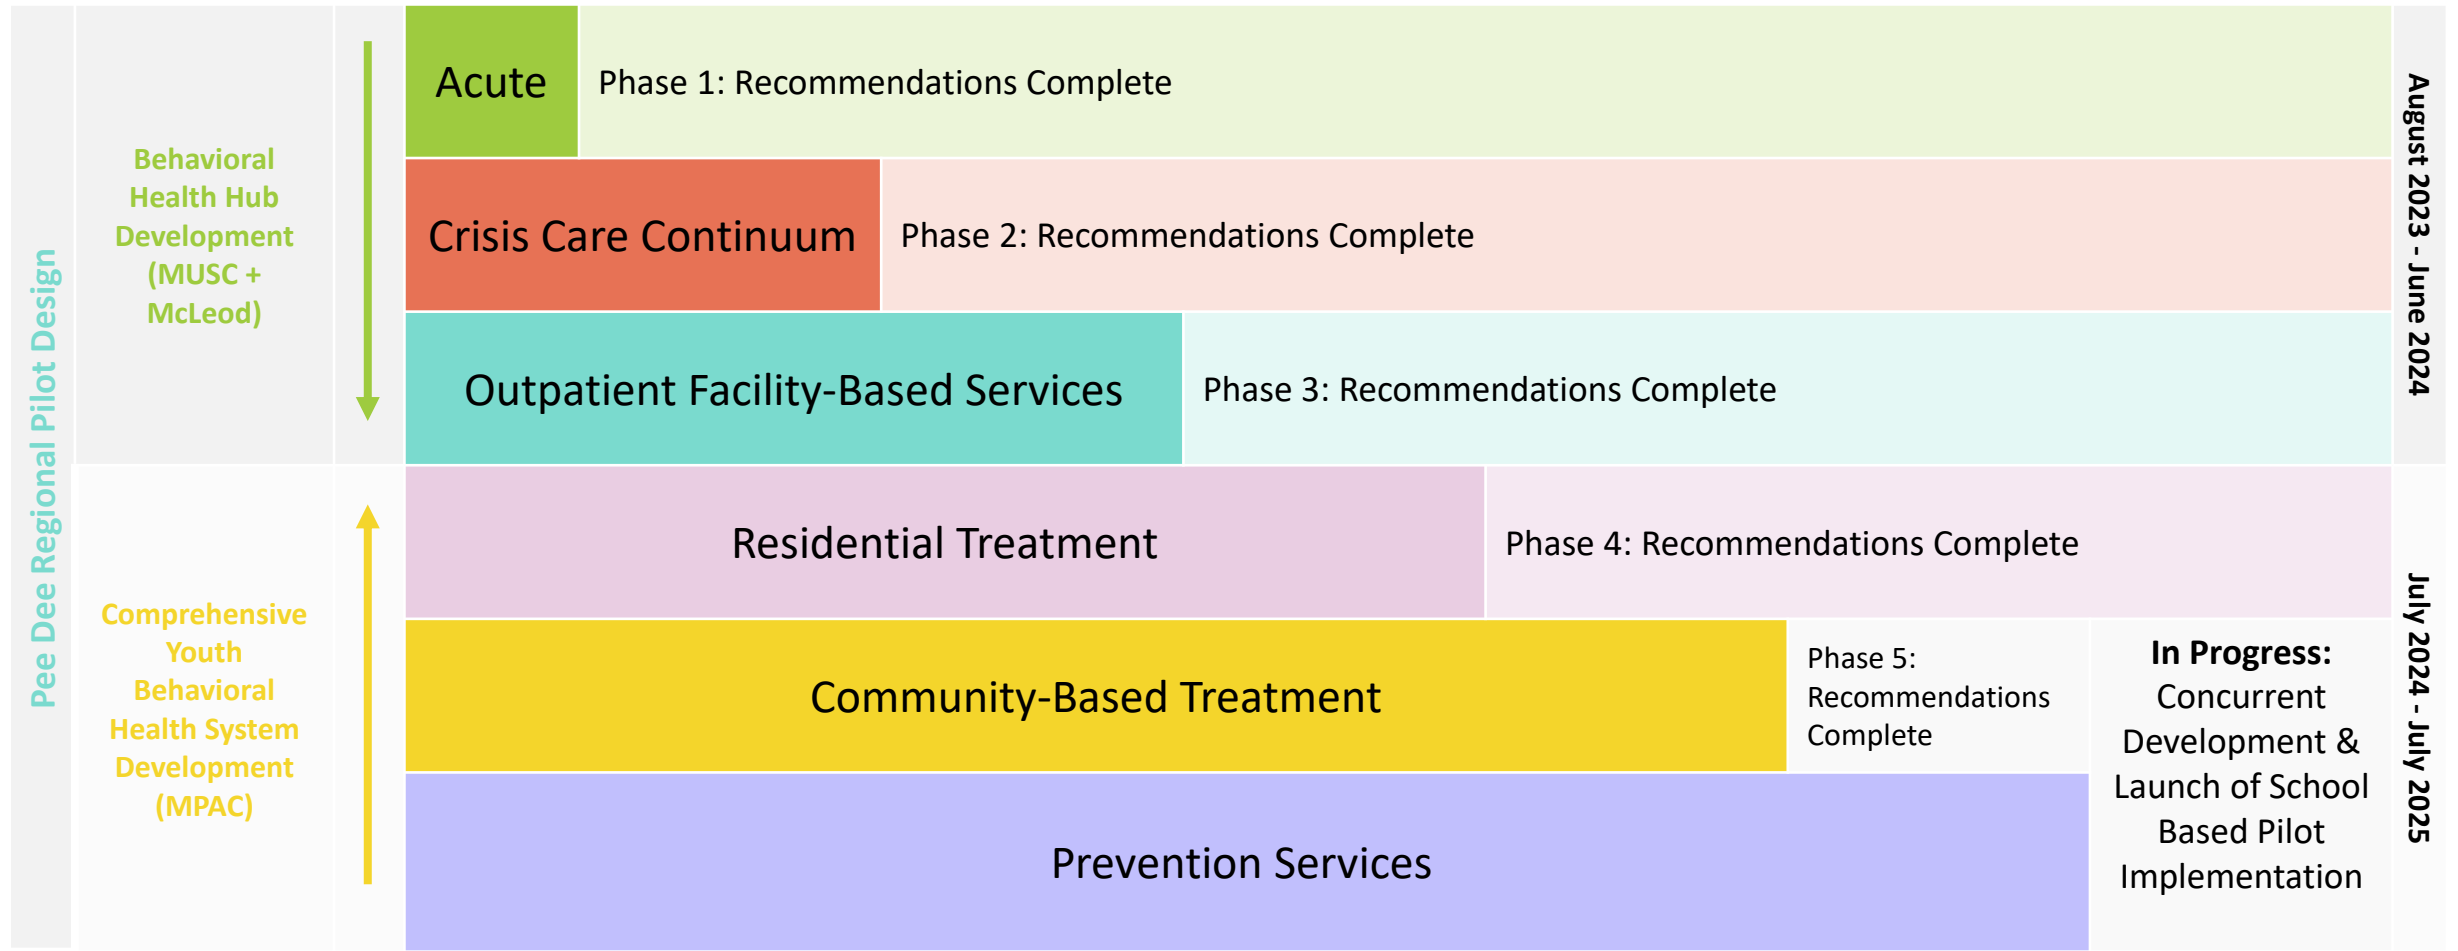 Pee Dee Regional Pilot Design
Behavioral
Health Hub
Development
(MUSC +
McLeod)
Acute
Phase 1: Recommendations Complete
Crisis Care Continuum
Phase 2: Recommendations Complete
Outpatient Facility-Based Services
Phase 3: Recommendations Complete
August 2023 - June 2024
Comprehensive
Youth
Behavioral
Health System
Development
(MPAC)
Residential Treatment
Phase 4: Recommendations Complete
Community-Based Treatment
Phase 5:
Recommendations
Complete
Prevention Services
In Progress:
Concurrent
Development &
Launch of School
Based Pilot
Implementation
July 2024 - July 2025